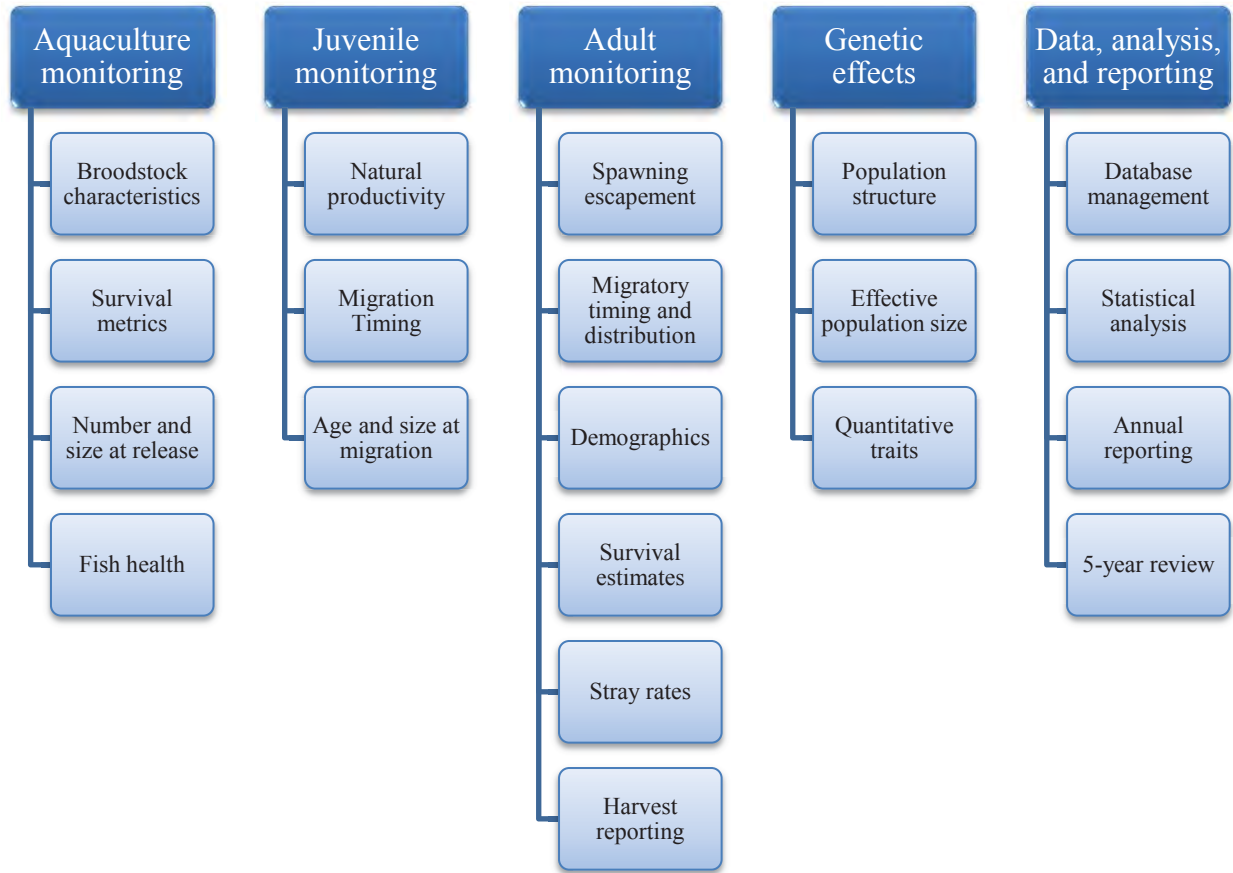 Aquaculture
monitoring
Broodstock
characteristics
Survival
metrics
Number and
size at release
Fish health
Juvenile
monitoring
Natural
productivity
Migration
Timing
Age and size at
migration
Adult
monitoring
Spawning
escapement
Migratory
timing and
distribution
Demographics
Survival
estimates
Stray rates
Harvest
reporting
Genetic
effects
Population
structure
Effective
population size
Quantitative
traits
Data, analysis,
and reporting
Database
management
Statistical
analysis
Annual
reporting
5-year review